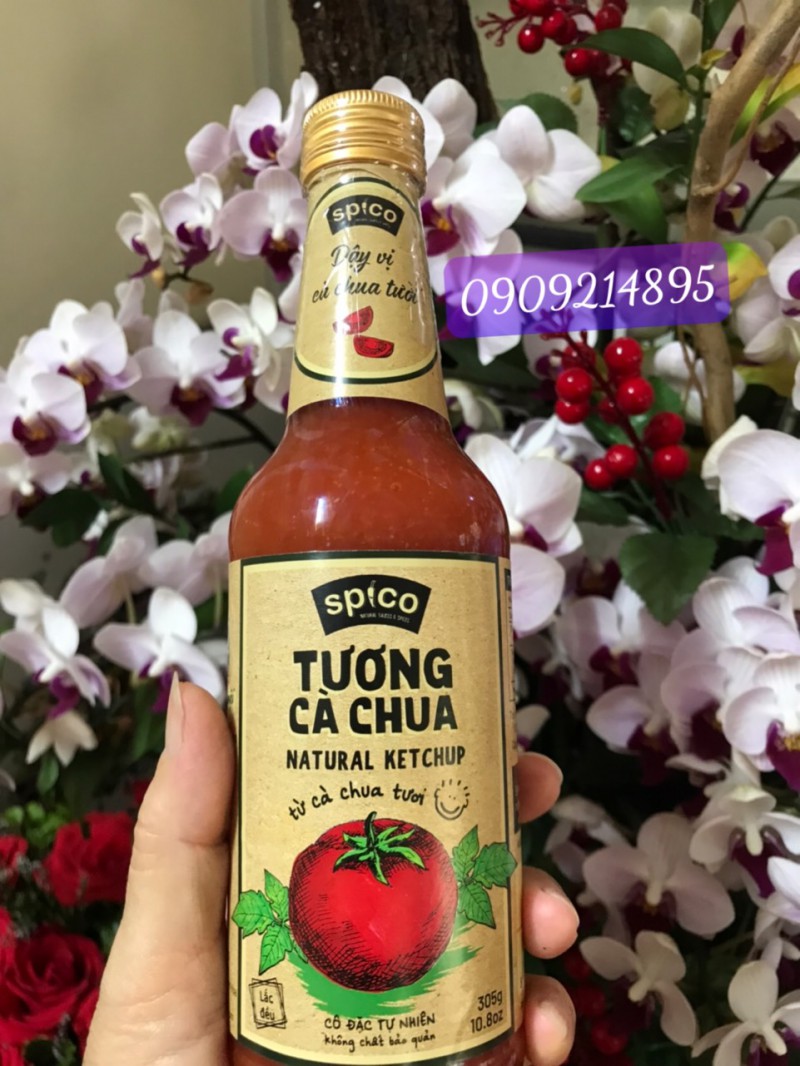 spico
Dậy vị
cà chua tươi
0909214895
spico
TƯƠNG
CÀ CHUA
NATURAL KETCHUP
từ cà chua tươi
Lắc
đều
CÔ ĐẶC TỰ NHIÊN
không chất bảo quản
305g
10.8oz